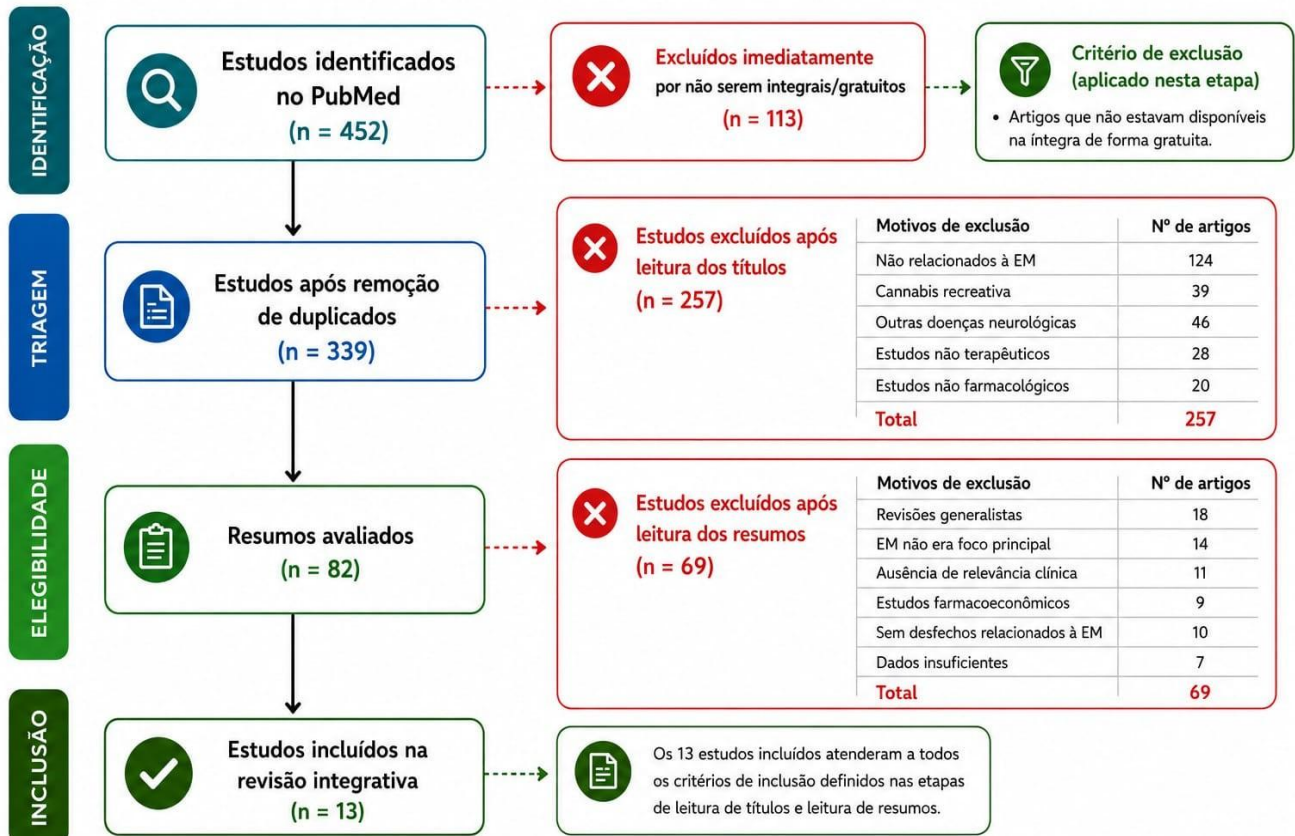 IDENTIFICAÇÃO
Estudos identificados
no PubMed
(n = 452)
Excluídos imediatamente
por não serem integrais/gratuitos
(n = 113)
Critério de exclusão
(aplicado nesta etapa)
• Artigos que não estavam disponíveis
na íntegra de forma gratuita.
TRIAGEM
Estudos após remoção
de duplicados
(n = 339)
Estudos excluídos após
leitura dos títulos
(n = 257)
Motivos de exclusão Nº de artigos
Não relacionados à EM 124
Cannabis recreativa 39
Outras doenças neurológicas 46
Estudos não terapêuticos 28
Estudos não farmacológicos 20
Total 257
ELEGIBILIDADE
Resumos avaliados
(n = 82)
Estudos excluídos após
leitura dos resumos
(n = 69)
Motivos de exclusão Nº de artigos
Revisões generalistas 18
EM não era foco principal 14
Ausência de relevância clínica 11
Estudos farmacoeconômicos 9
Sem desfechos relacionados à EM 10
Dados insuficientes 7
Total 69
INCLUSÃO
Estudos incluídos na
revisão integrativa
(n = 13)
Os 13 estudos incluídos atenderam a todos
os critérios de inclusão definidos nas etapas
de leitura de títulos e leitura de resumos.